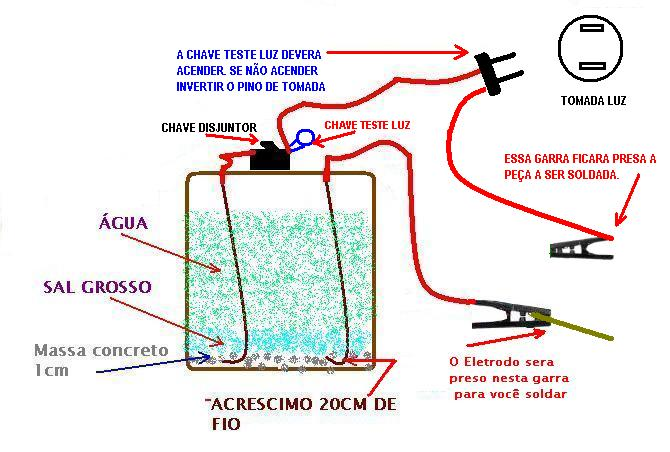 A CHAVE TESTE LUZ DEVERA
ACENDER. SE NÃO ACENDER
INVERTIR O PINO DE TOMADA
TOMADA LUZ
CHAVE DISJUNTOR
CHAVE TESTE LUZ
ESSA GARRA FICARA PRESA A
PEÇA A SER SOLDADA.
ÁGUA
SAL GROSSO
Massa concreto
1cm
O Eletrodo sera
preso nesta garra
para você soldar
"ACRESCIMO 20CM DE
FIO